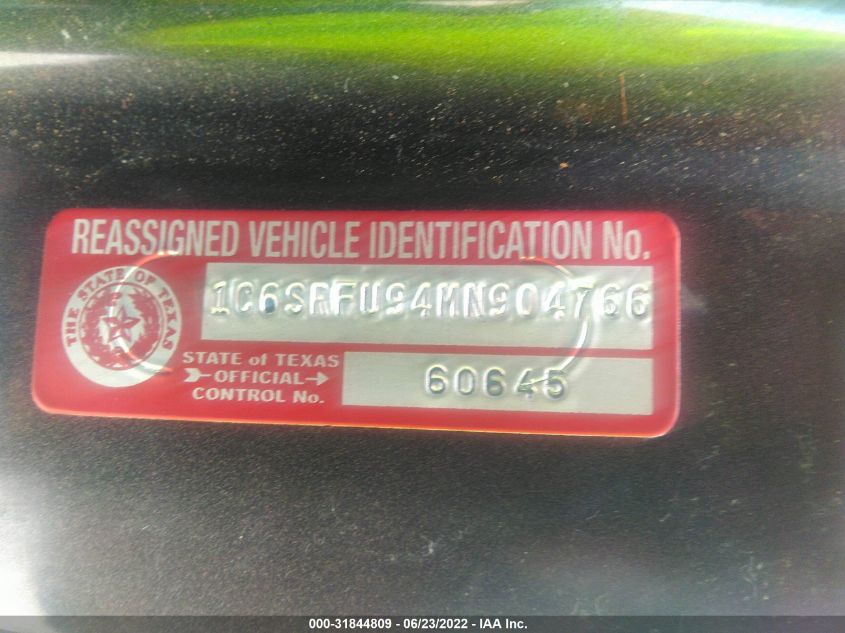 REASSIGNED VEHICLE IDENTIFICATION No.
THE STATE OF TEXAS
1C6SRFU94MN904766
STATE of TEXAS
OFFICIAL
CONTROL No.
60645
000-31844809 - 06/23/2022 - IAA Inc.